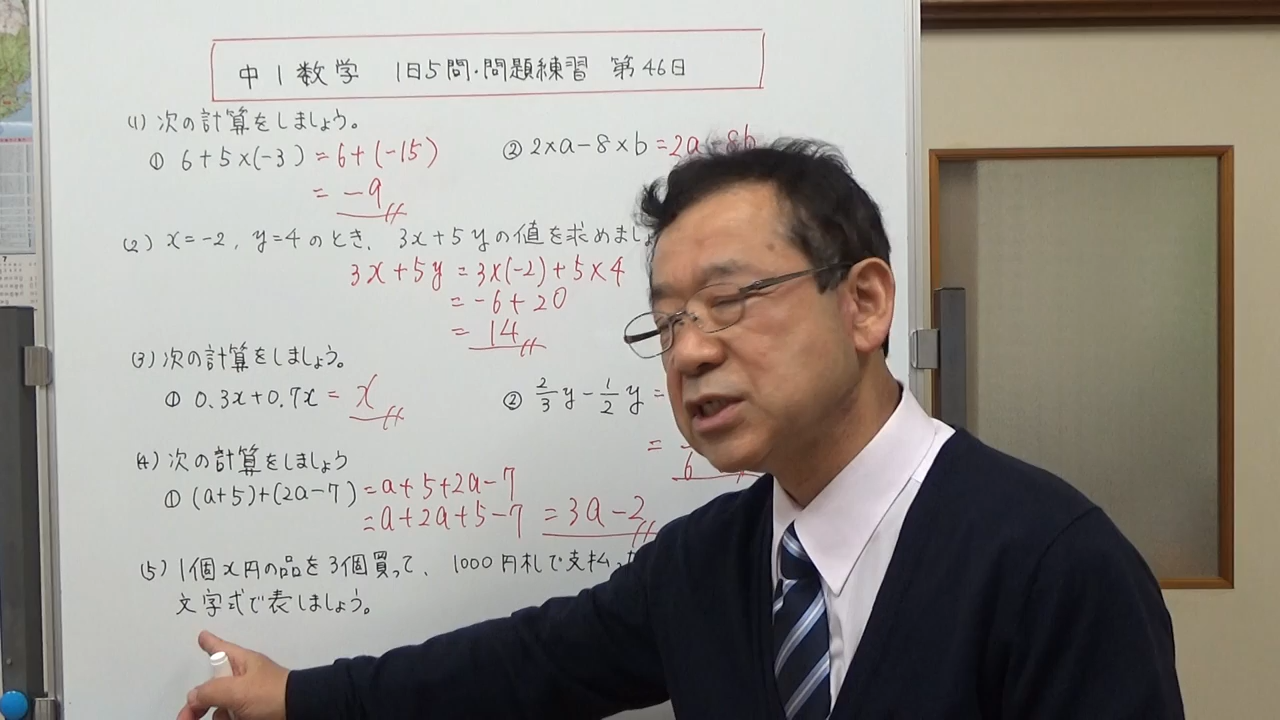 中1数学 1日5問・問題練習 第46日
(1) 次の計算をしましょう。
① 6+5×(-3) =6+(-15)
= -9
② 2×a-8×b =2a-8b
(2) x=-2, y=4のとき、3x+5yの値を求めましょ
3x+5y =3×(-2)+5×4
= -6+20
= 14
(3) 次の計算をしましょう。
① 0.3x+0.7x = x
② 2/3 y - 1/2 y =
=
6
(4) 次の計算をしましょう
① (a+5)+(2a-7) =a+5+2a-7
=a+2a+5-7 =3a-2
(5) 1個x円の品を3個買って、1000円札で支払っ
文字式で表しましょう。